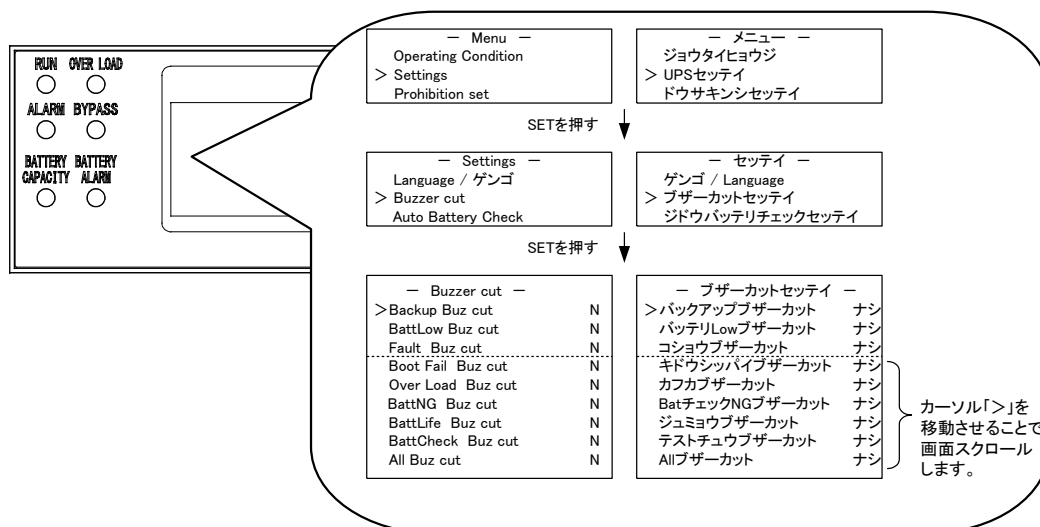 RUN OVER LOAD
ALARM BYPASS
BATTERY CAPACITY
BATTERY ALARM
－ Menu －
Operating Condition
＞ Settings
Prohibition set
－ メニュー －
ジョウタイヒョウジ
＞ UPSセッテイ
ドウサキンシセッテイ
SETを押す
－ Settings －
Language / ゲンゴ
＞ Buzzer cut
Auto Battery Check
－ セッテイ －
ゲンゴ / Language
＞ ブザーカットセッテイ
ジドウバッテリチェックセッテイ
SETを押す
－ Buzzer cut －
＞Backup Buz cut N
BattLow Buz cut N
Fault Buz cut N
Boot Fail Buz cut N
Over Load Buz cut N
BattNG Buz cut N
BattLife Buz cut N
BattCheck Buz cut N
All Buz cut N
－ ブザーカットセッテイ －
＞バックアップブザーカット ナシ
バッテリLowブザーカット ナシ
コショウブザーカット ナシ
キドウシッパイブザーカット ナシ
カフカブザーカット ナシ
BatチェックNGブザーカット ナシ
ジュミョウブザーカット ナシ
テストチュウブザーカット ナシ
Allブザーカット ナシ
カーソル「＞」を
移動させることで
画面スクロール
します。